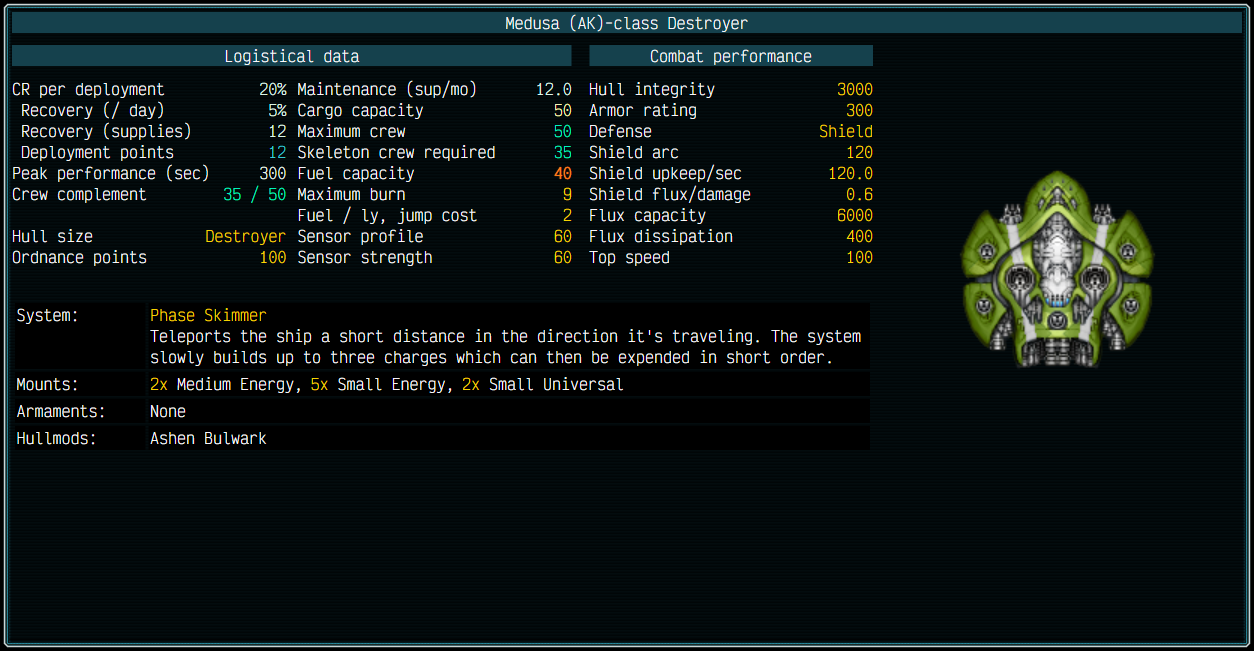 Medusa (AK)-class Destroyer
Logistical data
Combat performance
CR per deployment 20% Maintenance (sup/mo) 12.0 Hull integrity 3000
Recovery (/ day) 5% Cargo capacity 50 Armor rating 300
Recovery (supplies) 12 Maximum crew 50 Defense Shield
Deployment points 12 Skeleton crew required 35 Shield arc 120
Peak performance (sec) 300 Fuel capacity 40 Shield upkeep/sec 120.0
Crew complement 35 / 50 Maximum burn 9 Shield flux/damage 0.6
Fuel / ly, jump cost 2 Flux capacity 6000
Hull size Destroyer Sensor profile 60 Flux dissipation 400
Ordnance points 100 Sensor strength 60 Top speed 100
System: Phase Skimmer
Teleports the ship a short distance in the direction it's traveling. The system
slowly builds up to three charges which can then be expended in short order.
Mounts: 2x Medium Energy, 5x Small Energy, 2x Small Universal
Armaments: None
Hullmods: Ashen Bulwark